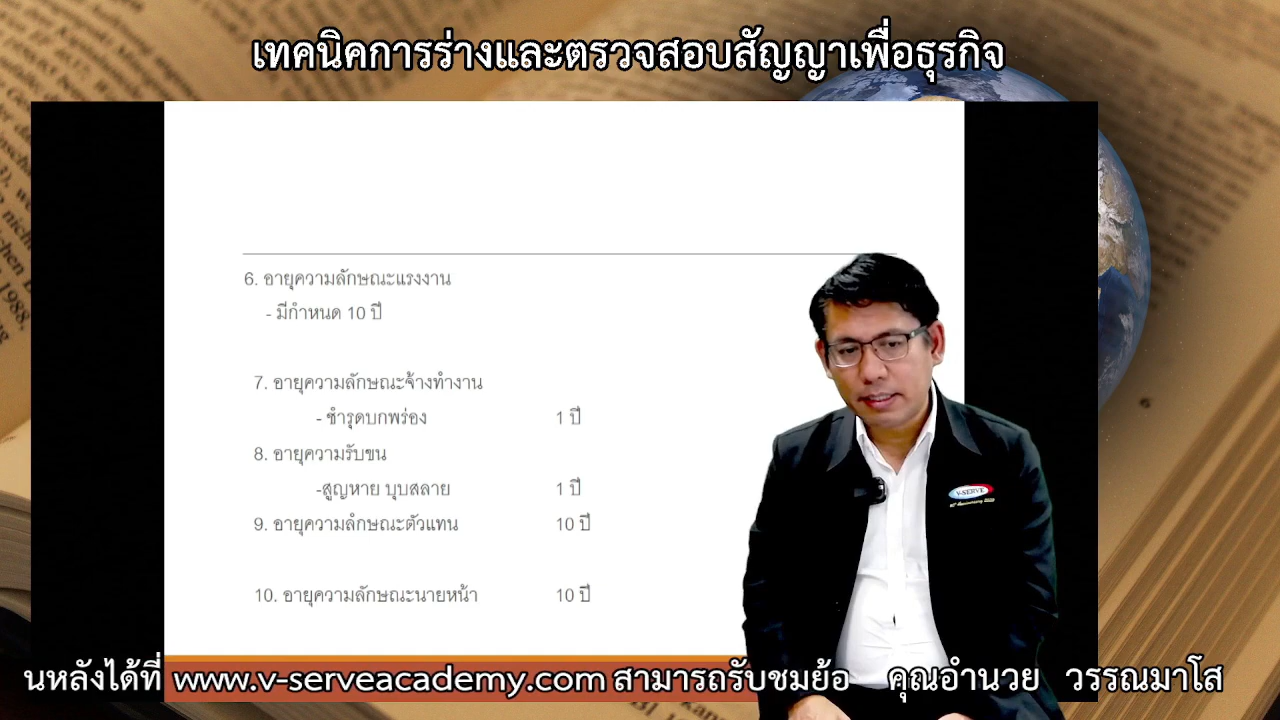 เทคนิคการร่างและตรวจสอบสัญญาเพื่อธุรกิจ
6. อายุความลักษณะแรงงาน
- มีกำหนด 10 ปี
7. อายุความลักษณะจ้างทำงาน
- ชำรุดบกพร่อง 1 ปี
8. อายุความรับขน
-สูญหาย บุบสลาย 1 ปี
9. อายุความลักษณะตัวแทน 10 ปี
10. อายุความลักษณะนายหน้า 10 ปี
V-SERVE
นหลังได้ที่ www.v-serveacademy.com สามารถรับชมย้อ คุณอำนวย วรรณมาโส